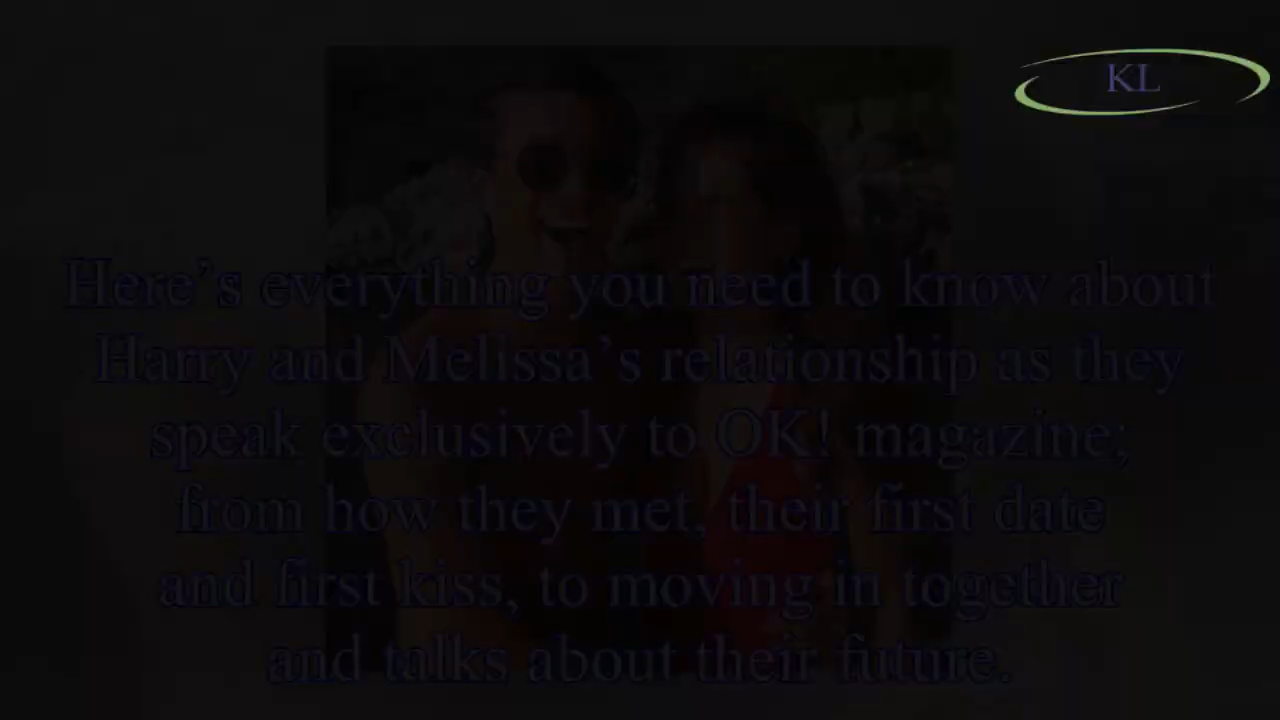 KL
Here's everything you need to know about
Harry and Melissa's relationship as they
speak exclusively to OK! magazine;
from how they met, their first date
and first kiss, to moving in together
and talks about their future.